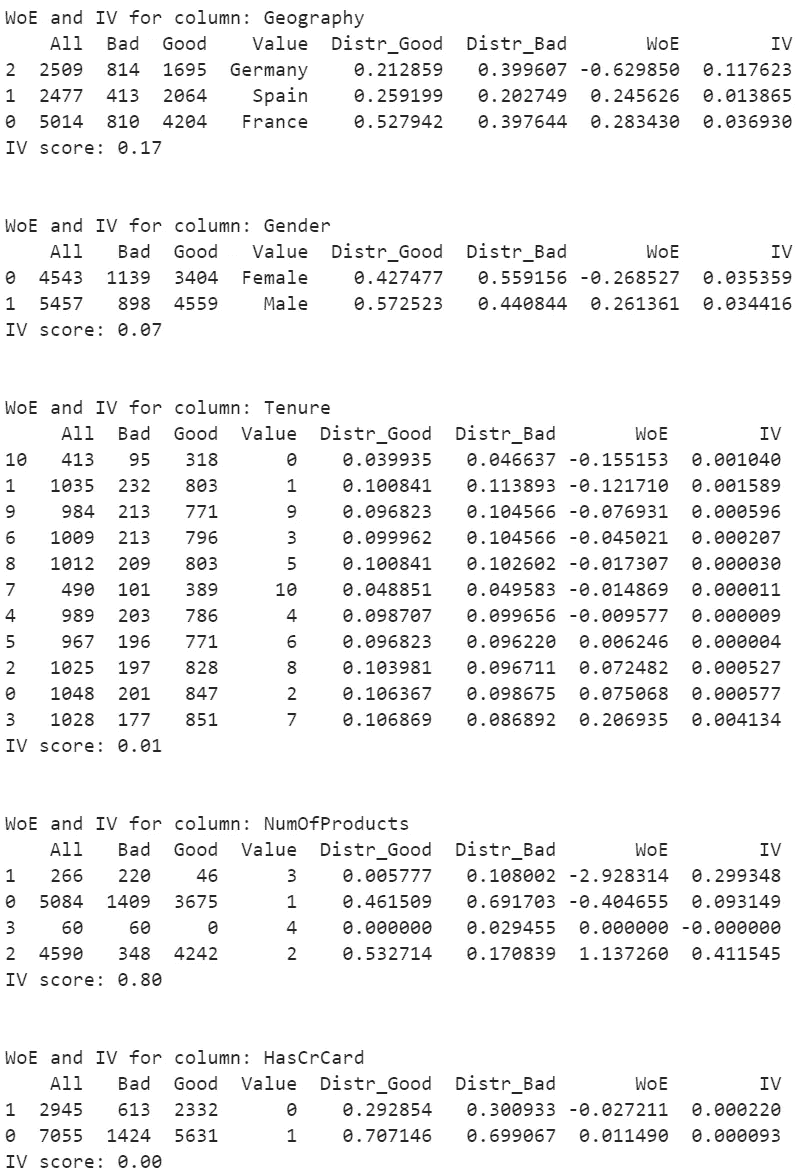 WoE and IV for column: Geography
All Bad Good Value Distr_Good Distr_Bad WoE IV
2 2509 814 1695 Germany 0.212859 0.399607 -0.629850 0.117623
1 2477 413 2064 Spain 0.259199 0.202749 0.245626 0.013865
0 5014 810 4204 France 0.527942 0.397644 0.283430 0.036930
IV score: 0.17
WoE and IV for column: Gender
All Bad Good Value Distr_Good Distr_Bad WoE IV
0 4543 1139 3404 Female 0.427477 0.559156 -0.268527 0.035359
1 5457 898 4559 Male 0.572523 0.440844 0.261361 0.034416
IV score: 0.07
WoE and IV for column: Tenure
All Bad Good Value Distr_Good Distr_Bad WoE IV
10 413 95 318 0 0.039935 0.046637 -0.155153 0.001040
1 1035 232 803 1 0.100841 0.113893 -0.121710 0.001589
9 984 213 771 9 0.096823 0.104566 -0.076931 0.000596
6 1009 213 796 3 0.099962 0.104566 -0.045021 0.000207
8 1012 209 803 5 0.100841 0.102602 -0.017307 0.000030
7 490 101 389 10 0.048851 0.049583 -0.014869 0.000011
4 989 203 786 4 0.098707 0.099656 -0.009577 0.000009
5 967 196 771 6 0.096823 0.096220 0.006246 0.000004
2 1025 197 828 8 0.103981 0.096711 0.072482 0.000527
0 1048 201 847 2 0.106367 0.098675 0.075068 0.000577
3 1028 177 851 7 0.106869 0.086892 0.206935 0.004134
IV score: 0.01
WoE and IV for column: NumOfProducts
All Bad Good Value Distr_Good Distr_Bad WoE IV
1 266 220 46 3 0.005777 0.108002 -2.928314 0.299348
0 5084 1409 3675 1 0.461509 0.691703 -0.404655 0.093149
3 60 60 0 4 0.000000 0.029455 0.000000 -0.000000
2 4590 348 4242 2 0.532714 0.170839 1.137260 0.411545
IV score: 0.80
WoE and IV for column: HasCrCard
All Bad Good Value Distr_Good Distr_Bad WoE IV
1 2945 613 2332 0 0.292854 0.300933 -0.027211 0.000220
0 7055 1424 5631 1 0.707146 0.699067 0.011490 0.000093
IV score: 0.00